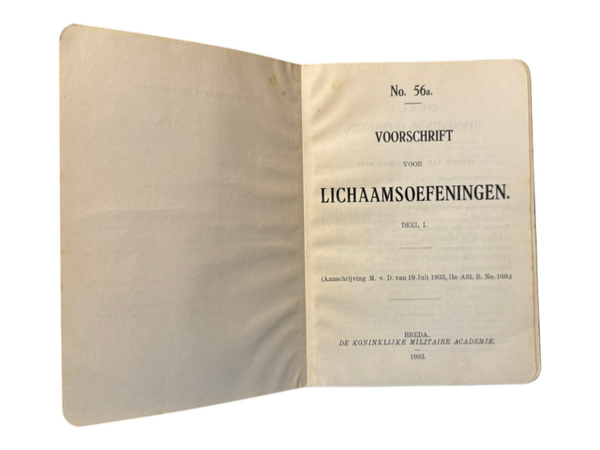 No. 56a.
VOORSCHRIFT
VOOR
LICHAAMSOEFENINGEN.
DEEL I.
(Aanschrijving M. v. D. van 19 Juli 1933, IIe Afd. B. No. 169.)
BREDA.
DE KONINKLIJKE MILITAIRE ACADEMIE.
1933.